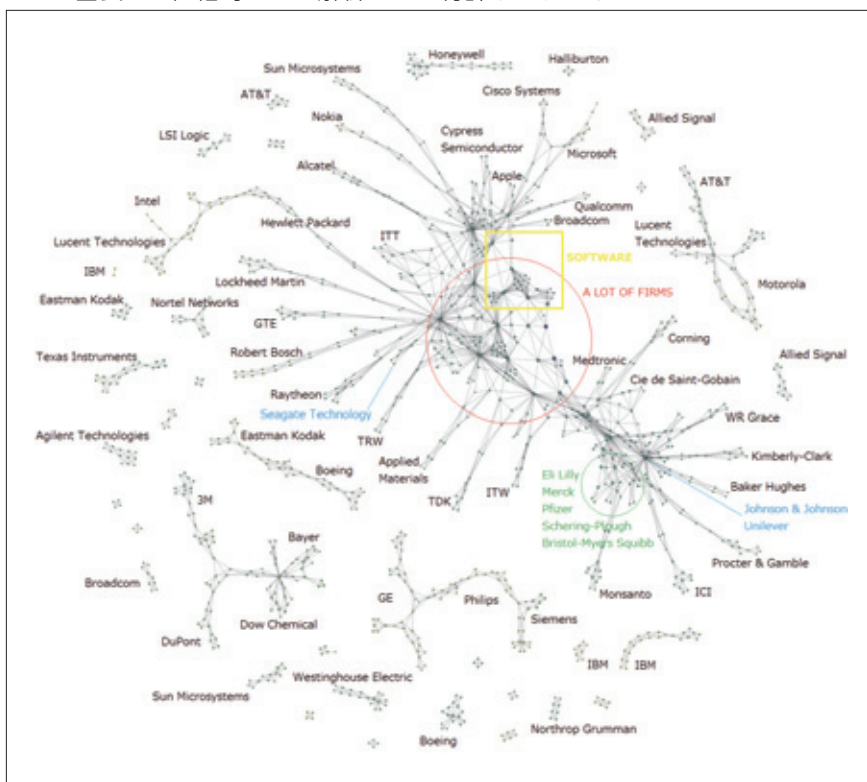 Honeywell
Halliburton
Sun Microsystems
Cisco Systems
AT&T
Nokia
Allied Signal
LSI Logic
Cypress
Semiconductor
Microsoft
Alcatel
Apple
AT&T
Intel
Qualcomm
Broadcom
Hewlett Packard
Lucent
Technologies
ITT
Lucent Technologies
SOFTWARE
IBM
Lockheed Martin
Motorola
A LOT OF FIRMS
Eastman Kodak
Nortel Networks
GTE
Corning
Texas Instruments
Robert Bosch
Medtronic
Allied Signal
Cie de Saint-Gobain
Raytheon
Seagate Technology
WR Grace
Agilent Technologies
Eastman Kodak
TRW
Kimberly-Clark
Boeing
Applied
Materials
Eli Lilly
Baker Hughes
3M
TDK
ITW
Merck
Pfizer
Johnson & Johnson
Unilever
Schering-Plough
Bristol-Myers Squibb
Bayer
Procter & Gamble
Broadcom
GE
Philips
Monsanto
ICI
Siemens
Dow Chemical
DuPont
IBM
IBM
Westinghouse Electric
Sun Microsystems
Northrop Grumman
Boeing